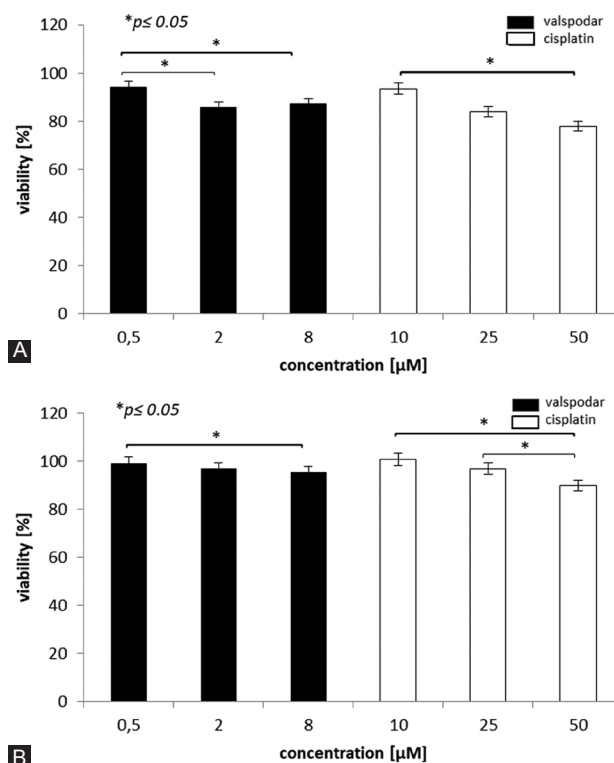 120
*p≤ 0.05
valspodar
cisplatin
100
80
60
40
20
0
viability [%]
* * *
0,5 2 8 10 25 50
concentration [µM]
A
120
*p≤ 0.05
valspodar
cisplatin
100
80
60
40
20
0
viability [%]
* * *
0,5 2 8 10 25 50
concentration [µM]
B